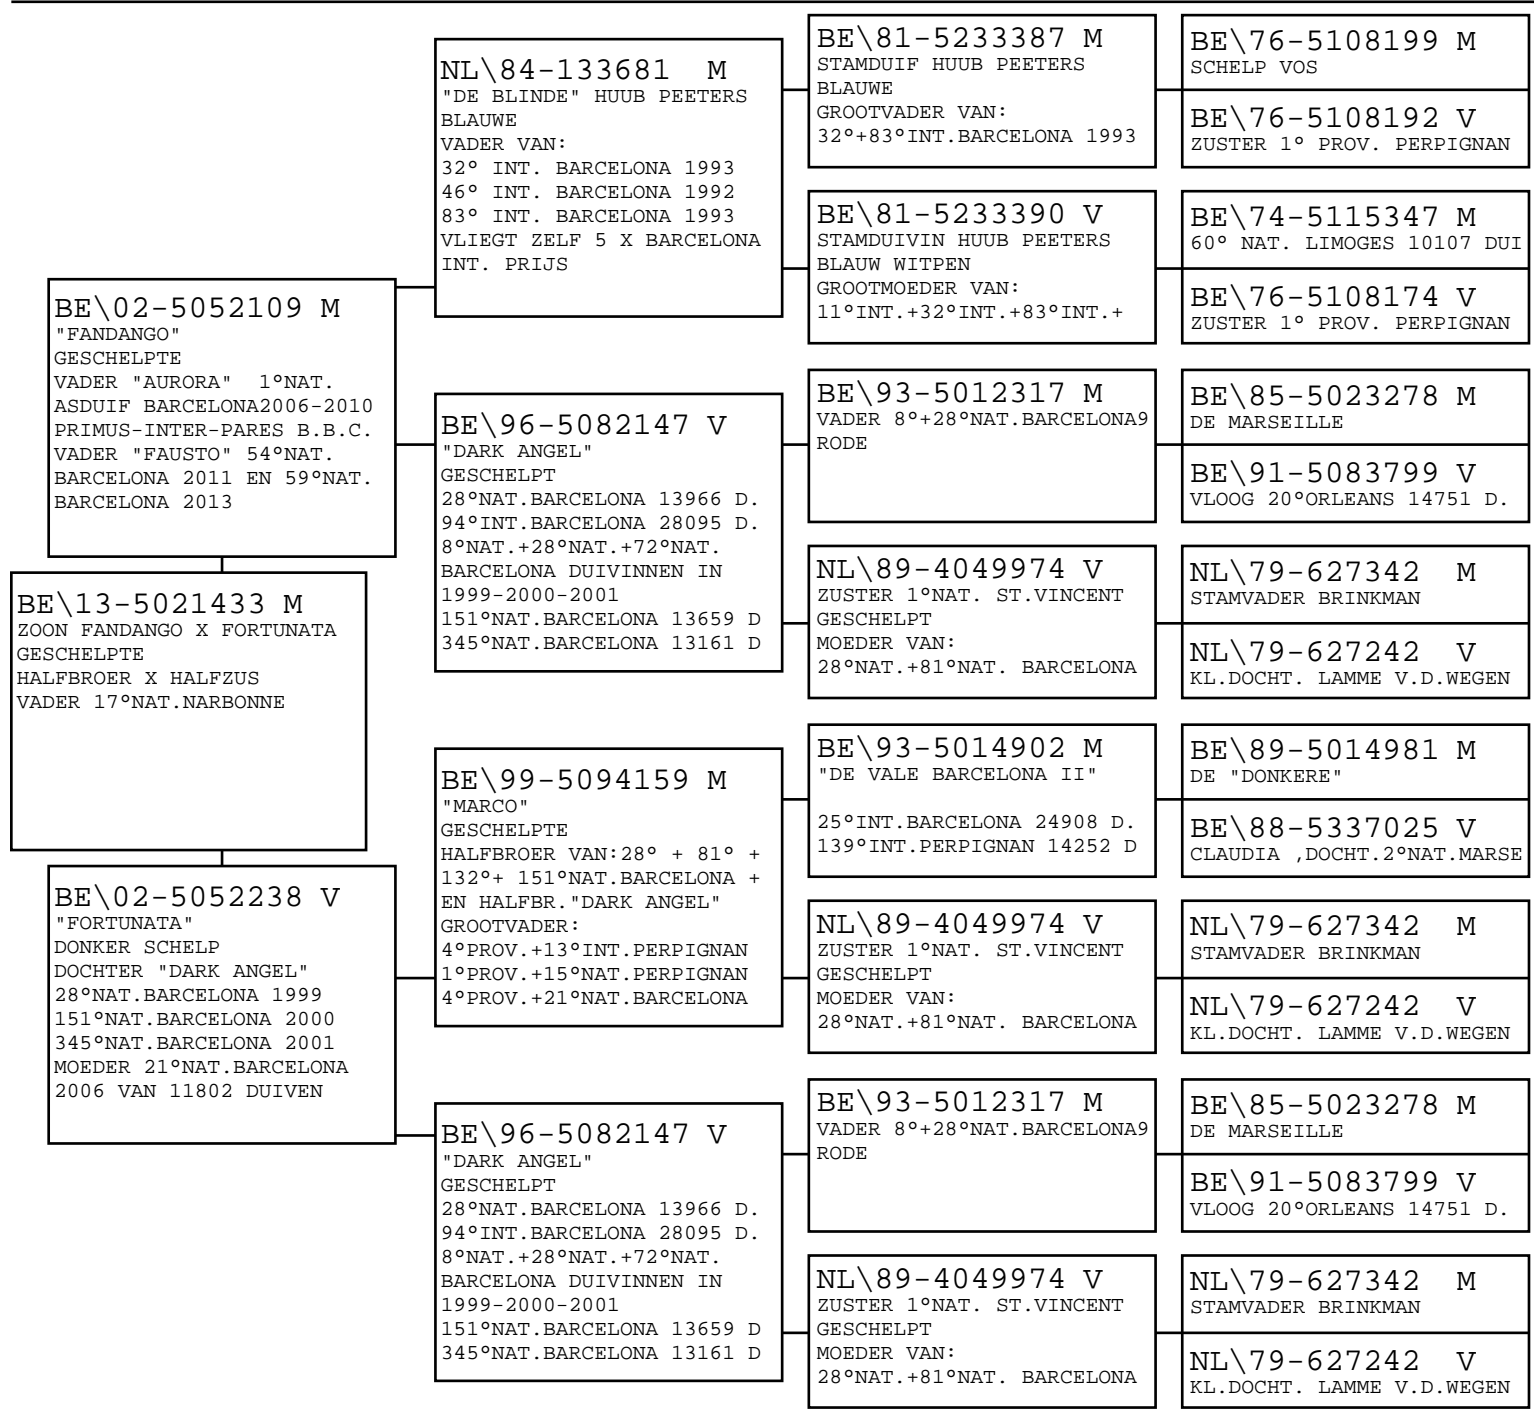 BE\13-5021433 M
ZOON FANDANGO X FORTUNATA
GESCHELPTE
HALFBROER X HALFZUS
VADER 17°NAT.NARBONNE
BE\02-5052109 M
"FANDANGO"
GESCHELPTE
VADER "AURORA"  1°NAT.
ASDUIF BARCELONA2006-2010
PRIMUS-INTER-PARES B.B.C.
VADER "FAUSTO" 54°NAT.
BARCELONA 2011 EN 59°NAT.
BARCELONA 2013
BE\02-5052238 V
"FORTUNATA"
DONKER SCHELP
DOCHTER "DARK ANGEL"
28°NAT.BARCELONA 1999
151°NAT.BARCELONA 2000
345°NAT.BARCELONA 2001
MOEDER 21°NAT.BARCELONA
2006 VAN 11802 DUIVEN
NL\84-133681  M
"DE BLINDE" HUUB PEETERS
BLAUWE
VADER VAN:
32° INT. BARCELONA 1993
46° INT. BARCELONA 1992
83° INT. BARCELONA 1993
VLIEGT ZELF 5 X BARCELONA
INT. PRIJS
BE\96-5082147 V
"DARK ANGEL"
GESCHELPT
28°NAT.BARCELONA 13966 D.
94°INT.BARCELONA 28095 D.
8°NAT.+28°NAT.+72°NAT.
BARCELONA DUIVINNEN IN
1999-2000-2001
151°NAT.BARCELONA 13659 D
345°NAT.BARCELONA 13161 D
BE\99-5094159 M
"MARCO"
GESCHELPTE
HALFBROER VAN:28° + 81° +
132°+ 151°NAT.BARCELONA +
EN HALFBR."DARK ANGEL"
GROOTVADER:
4°PROV.+13°INT.PERPIGNAN
1°PROV.+15°NAT.PERPIGNAN
4°PROV.+21°NAT.BARCELONA
BE\96-5082147 V
"DARK ANGEL"
GESCHELPT
28°NAT.BARCELONA 13966 D.
94°INT.BARCELONA 28095 D.
8°NAT.+28°NAT.+72°NAT.
BARCELONA DUIVINNEN IN
1999-2000-2001
151°NAT.BARCELONA 13659 D
345°NAT.BARCELONA 13161 D
BE\81-5233387 M
STAMDUIF HUUB PEETERS
BLAUWE
GROOTVADER VAN:
32°+83°INT.BARCELONA 1993
BE\81-5233390 V
STAMDUIVIN HUUB PEETERS
BLAUW WITPEN
GROOTMOEDER VAN:
11°INT.+32°INT.+83°INT.+
BE\93-5012317 M
VADER 8°+28°NAT.BARCELONA9
RODE
NL\89-4049974 V
ZUSTER 1°NAT. ST.VINCENT
GESCHELPT
MOEDER VAN:
28°NAT.+81°NAT. BARCELONA
BE\93-5014902 M
"DE VALE BARCELONA II"
25°INT.BARCELONA 24908 D.
139°INT.PERPIGNAN 14252 D
NL\89-4049974 V
ZUSTER 1°NAT. ST.VINCENT
GESCHELPT
MOEDER VAN:
28°NAT.+81°NAT. BARCELONA
BE\93-5012317 M
VADER 8°+28°NAT.BARCELONA9
RODE
NL\89-4049974 V
ZUSTER 1°NAT. ST.VINCENT
GESCHELPT
MOEDER VAN:
28°NAT.+81°NAT. BARCELONA
BE\76-5108199 M
SCHELP VOS
BE\76-5108192 V
ZUSTER 1° PROV. PERPIGNAN
BE\74-5115347 M
60° NAT. LIMOGES 10107 DUI
BE\76-5108174 V
ZUSTER 1° PROV. PERPIGNAN
BE\85-5023278 M
DE MARSEILLE
BE\91-5083799 V
VLOOG 20°ORLEANS 14751 D.
NL\79-627342  M
STAMVADER BRINKMAN
NL\79-627242  V
KL.DOCHT. LAMME V.D.WEGEN
BE\89-5014981 M
DE "DONKERE"
BE\88-5337025 V
CLAUDIA ,DOCHT.2°NAT.MARSE
NL\79-627342  M
STAMVADER BRINKMAN
NL\79-627242  V
KL.DOCHT. LAMME V.D.WEGEN
BE\85-5023278 M
DE MARSEILLE
BE\91-5083799 V
VLOOG 20°ORLEANS 14751 D.
NL\79-627342  M
STAMVADER BRINKMAN
NL\79-627242  V
KL.DOCHT. LAMME V.D.WEGEN